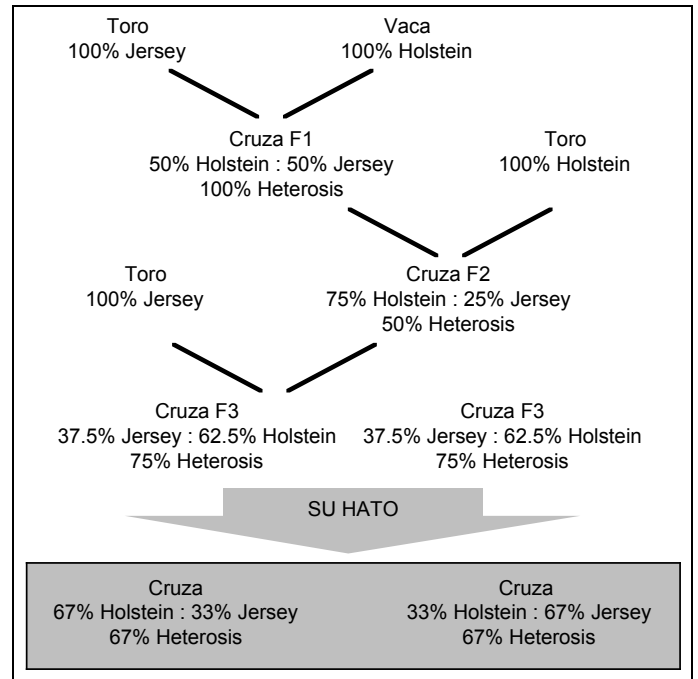 Toro
100% Jersey
Vaca
100% Holstein
Cruza F1
50% Holstein : 50% Jersey
100% Heterosis
Toro
100% Holstein
Toro
100% Jersey
Cruza F2
75% Holstein : 25% Jersey
50% Heterosis
Cruza F3
37.5% Jersey : 62.5% Holstein
75% Heterosis
Cruza F3
37.5% Jersey : 62.5% Holstein
75% Heterosis
SU HATO
Cruza
67% Holstein : 33% Jersey
67% Heterosis
Cruza
33% Holstein : 67% Jersey
67% Heterosis